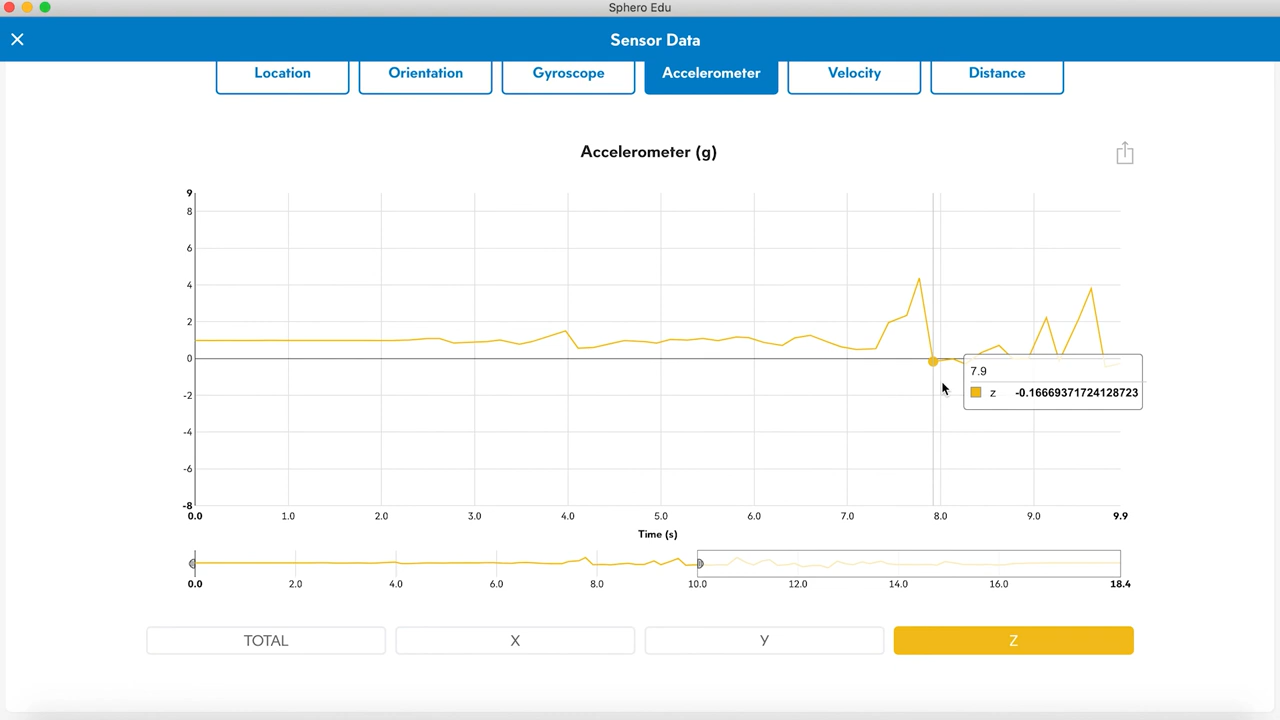 Sphero Edu
Sensor Data
Location Orientation Gyroscope Accelerometer Velocity Distance
Accelerometer (g)
9
8
6
4
2
0
-2
-4
-6
-8
7.9
z -0.16669371724128723
0.0 1.0 2.0 3.0 4.0 5.0 6.0 7.0 8.0 9.0 9.9
Time (s)
0.0 2.0 4.0 6.0 8.0 10.0 12.0 14.0 16.0 18.4
TOTAL X Y Z